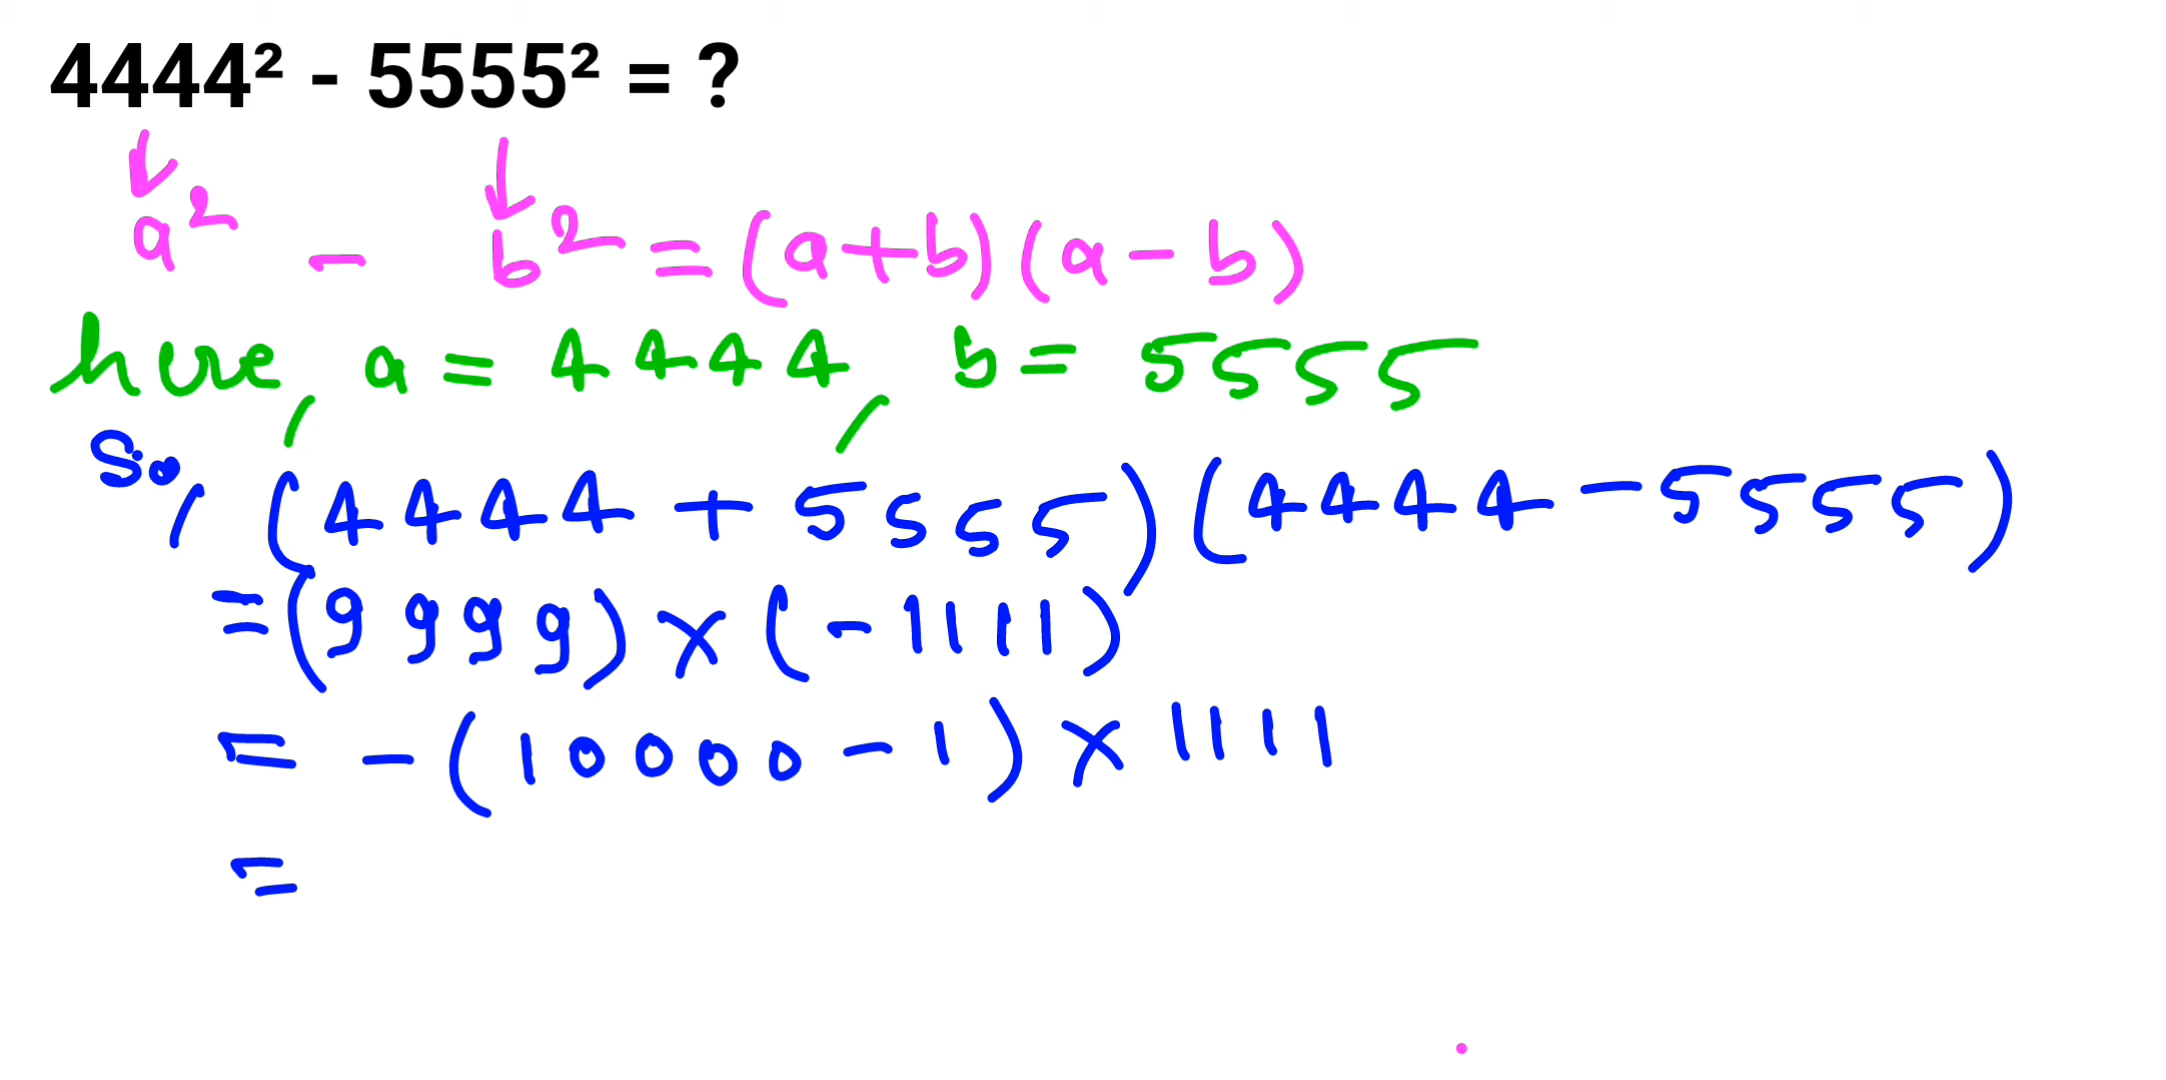 4444² - 5555² = ?
a² - b² = (a+b)(a-b)
here, a = 4444, b = 5555
So, (4444 + 5555)(4444 - 5555)
= (9999) × (-1111)
= -(10000 - 1) × 1111
=